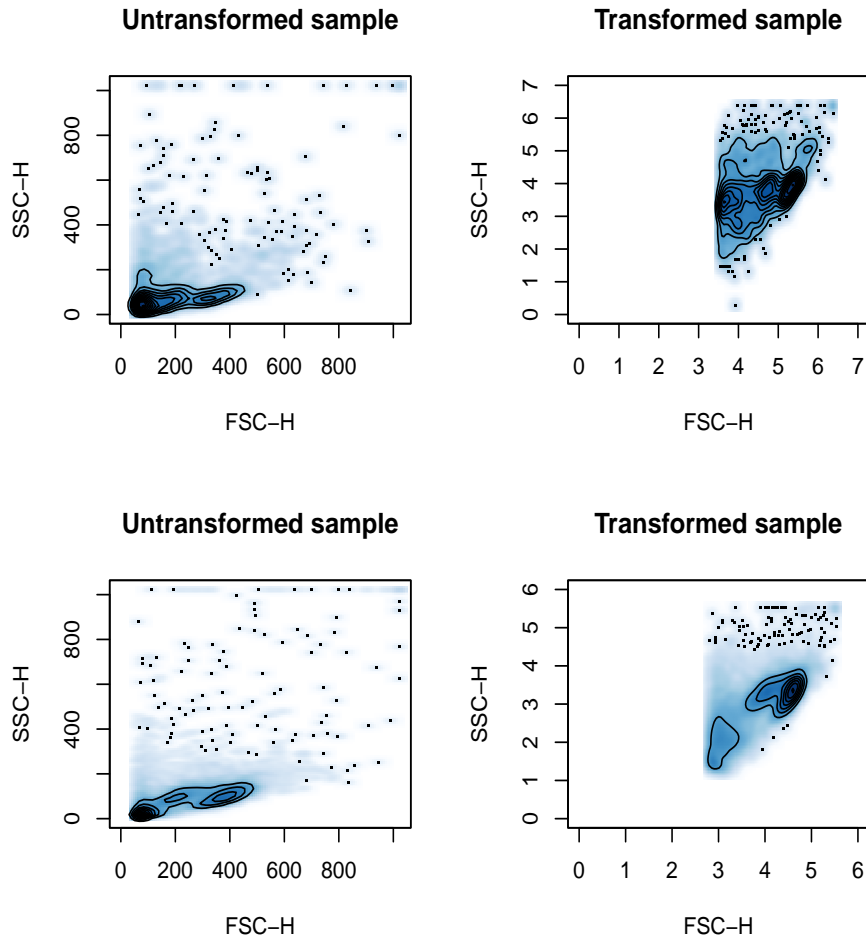 Untransformed sample
Transformed sample
SSC−H
0 400 800
0 200 400 600 800
FSC−H
SSC−H
0 1 2 3 4 5 6 7
0 1 2 3 4 5 6 7
FSC−H
Untransformed sample
Transformed sample
SSC−H
0 400 800
0 200 400 600 800
FSC−H
SSC−H
0 1 2 3 4 5 6
0 1 2 3 4 5 6
FSC−H